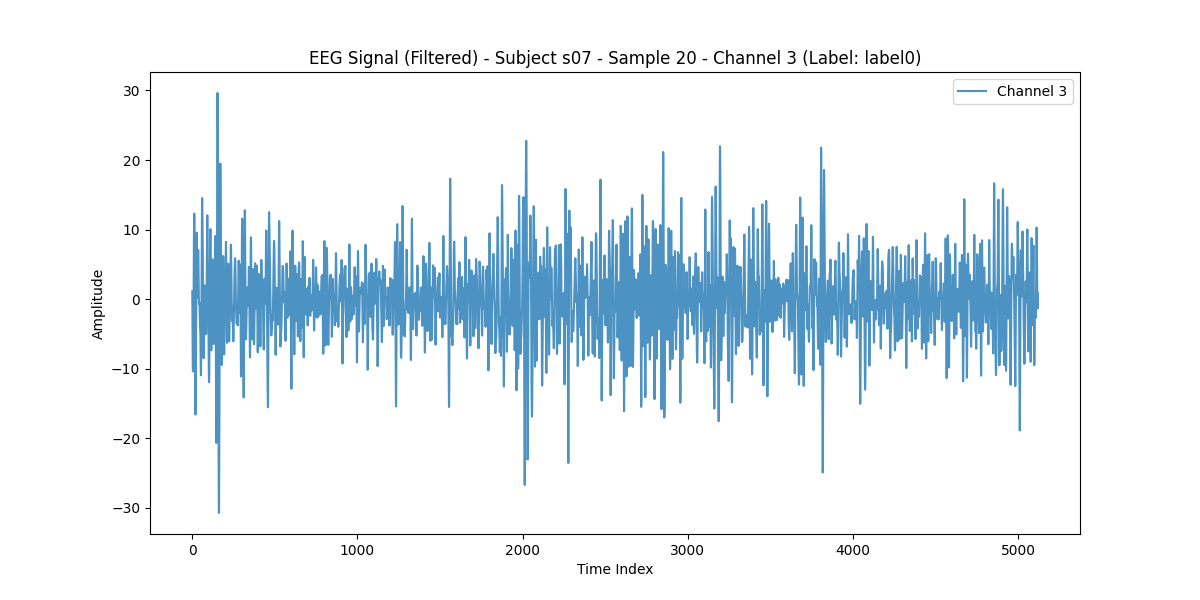 EEG Signal (Filtered) - Subject s07 - Sample 20 - Channel 3 (Label: label0)
Channel 3
30
20
10
0
−10
−20
−30
Amplitude
0 1000 2000 3000 4000 5000
Time Index